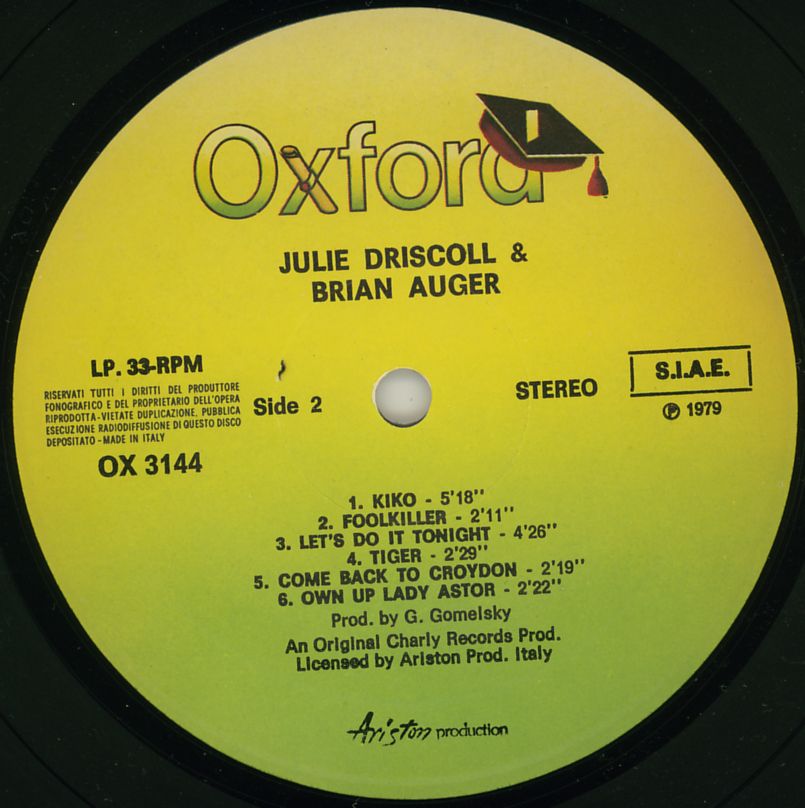 Oxford
JULIE DRISCOLL &
BRIAN AUGER
LP. 33-RPM
RISERVATI TUTTI I DIRITTI DEL PRODUTTORE
FONOGRAFICO E DEL PROPRIETARIO DELL'OPERA
RIPRODOTTA-VIETATE DUPLICAZIONE, PUBBLICA
ESECUZIONE RADIODIFFUSIONE DI QUESTO DISCO
DEPOSITATO - MADE IN ITALY
OX 3144
Side 2
STEREO
S.I.A.E.
℗ 1979
1. KIKO - 5'18''
2. FOOLKILLER - 2'11''
3. LET'S DO IT TONIGHT - 4'26''
4. TIGER - 2'29''
5. COME BACK TO CROYDON - 2'19''
6. OWN UP LADY ASTOR - 2'22''
Prod. by G. Gomelsky
An Original Charly Records Prod.
Licensed by Ariston Prod. Italy
Ariston production